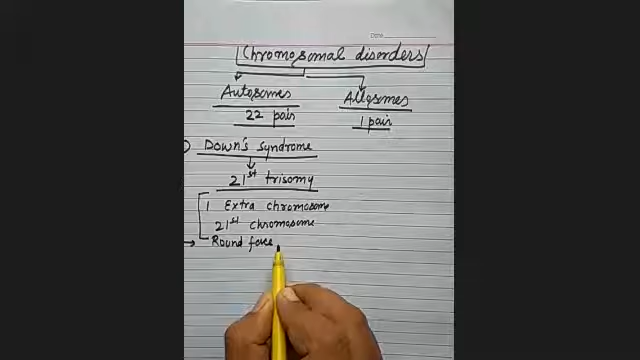 Date
Chromosomal disorders
Autosomes
Allosomes
22 pair
1 pair
Down's syndrome
21st trisomy
1 Extra chromosome
21st chromosome
→ Round face